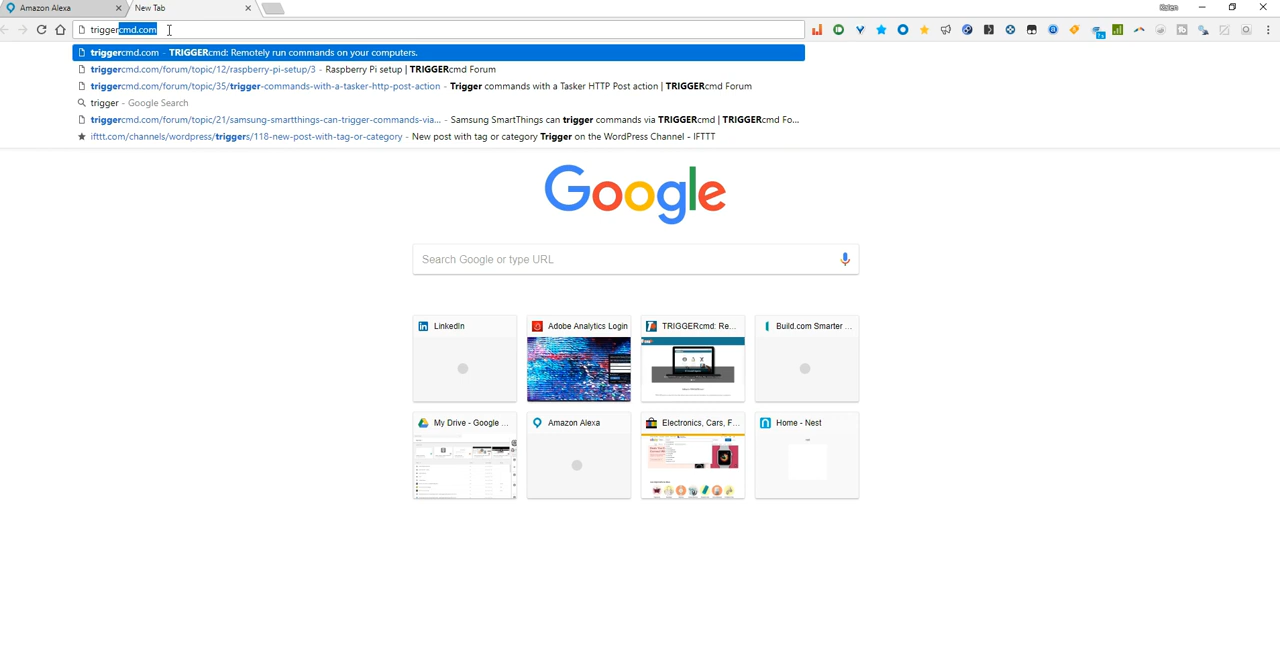 Amazon Alexa
New Tab
triggercmd.com
triggercmd.com – TRIGGERcmd: Remotely run commands on your computers.
triggercmd.com/forum/topic/12/raspberry-pi-setup/3 - Raspberry Pi setup | TRIGGERcmd Forum
triggercmd.com/forum/topic/35/trigger-commands-with-a-tasker-http-post-action - Trigger commands with a Tasker HTTP Post action | TRIGGERcmd Forum
trigger - Google Search
triggercmd.com/forum/topic/21/samsung-smartthings-can-trigger-commands-via... - Samsung SmartThings can trigger commands via TRIGGERcmd | TRIGGERcmd Fo...
ifttt.com/channels/wordpress/triggers/118-new-post-with-tag-or-category - New post with tag or category Trigger on the WordPress Channel - IFTTT
Google
Search Google or type URL
LinkedIn
Adobe Analytics Login
TRIGGERcmd: Re...
Build.com Smarter ...
My Drive - Google ...
Amazon Alexa
Electronics, Cars, F...
Home - Nest